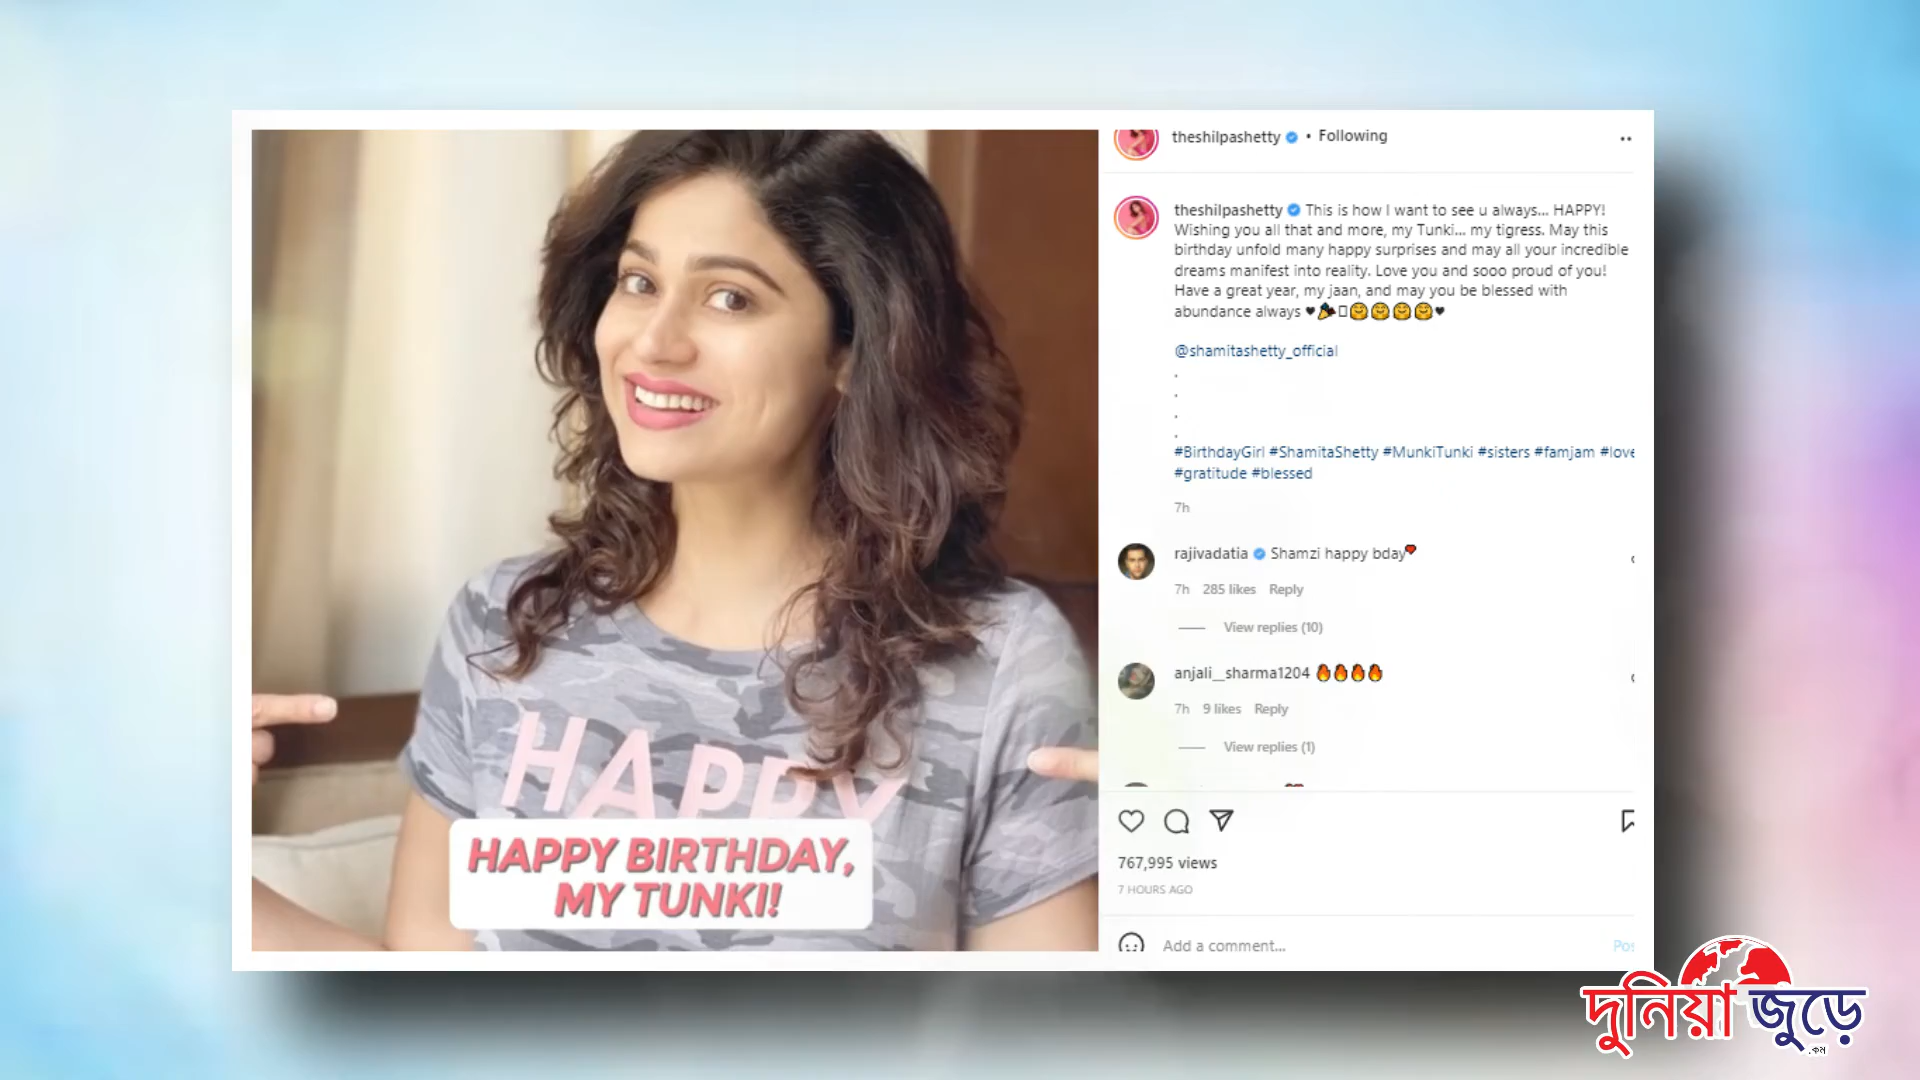 HAPPY
HAPPY BIRTHDAY,
MY TUNKI!
theshilpashetty • Following
theshilpashetty This is how I want to see u always... HAPPY!
Wishing you all that and more, my Tunki... my tigress. May this
birthday unfold many happy surprises and may all your incredible
dreams manifest into reality. Love you and sooo proud of you!
Have a great year, my jaan, and may you be blessed with
abundance always ♥🎉🤗🤗🤗🤗♥
@shamitashetty_official
.
.
.
.
#BirthdayGirl #ShamitaShetty #MunkiTunki #sisters #famjam #love
#gratitude #blessed
7h
rajivadatia Shamzi happy bday❤
7h 285 likes Reply
View replies (10)
anjali__sharma1204 🔥🔥🔥🔥
7h 9 likes Reply
View replies (1)
767,995 views
7 HOURS AGO
Add a comment...
Pos
দুনিয়া জুড়ে
.কম